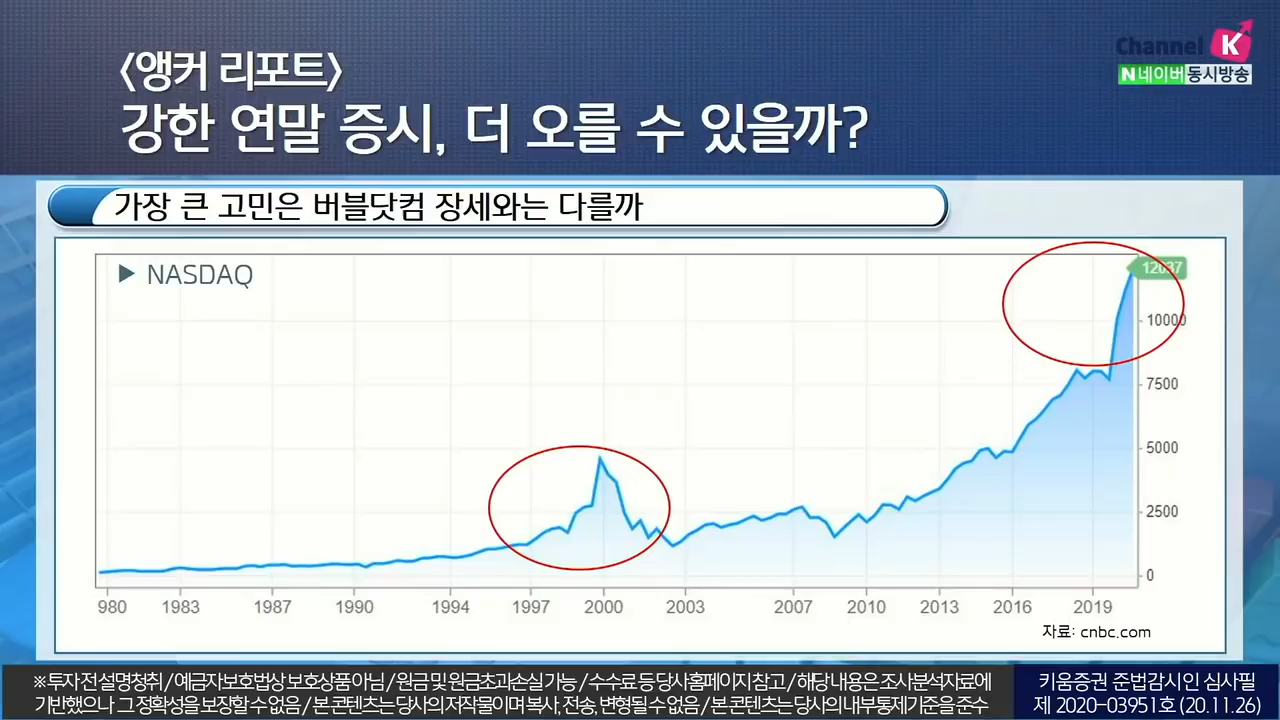 Channel K
N네이버동시방송
<앵커 리포트>
강한 연말 증시, 더 오를 수 있을까?
가장 큰 고민은 버블닷컴 장세와는 다를까
▶ NASDAQ
12037
10000
7500
5000
2500
0
980 1983 1987 1990 1994 1997 2000 2003 2007 2010 2013 2016 2019
자료: cnbc.com
※ 투자 전 설명청취 / 예금자보호법상 보호상품 아님 / 원금 및 원금초과손실 가능 / 수수료 등 당사홈페이지 참고 / 해당 내용은 조사분석자료에
기반했으나 그 정확성을 보장할 수 없음 / 본 콘텐츠는 당사의 저작물이며 복사, 전송, 변형될 수 없음 / 본 콘텐츠는 당사의 내부통제기준을 준수
키움증권 준법감시인 심사필
제 2020-03951호 (20.11.26)